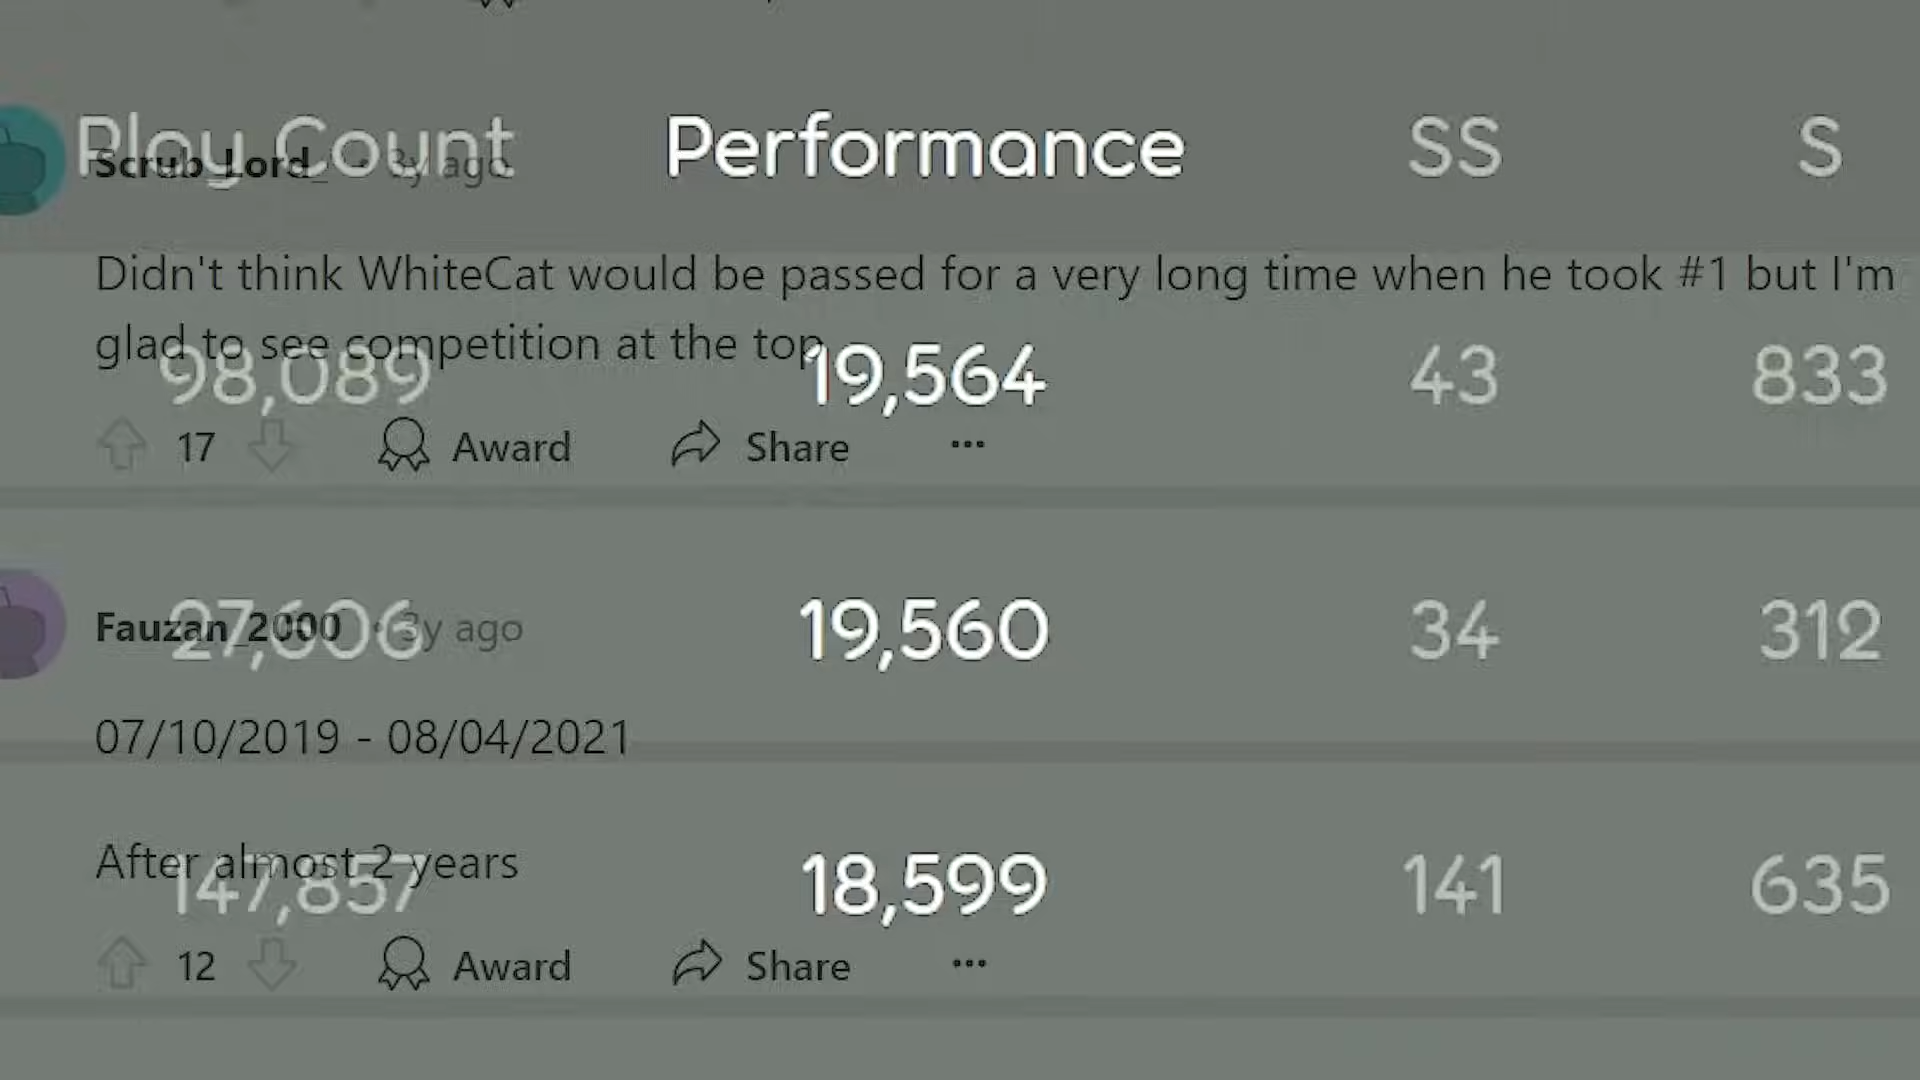 Play Count Performance SS S
Scrub_Lord_ · 3y ago
Didn't think WhiteCat would be passed for a very long time when he took #1 but I'm
glad to see competition at the top
98,089 19,564 43 833
17 Award Share ···
27,606 19,560 34 312
Fauzan_2000 · 3y ago
07/10/2019 - 08/04/2021
After almost 2 years
147,857 18,599 141 635
12 Award Share ···